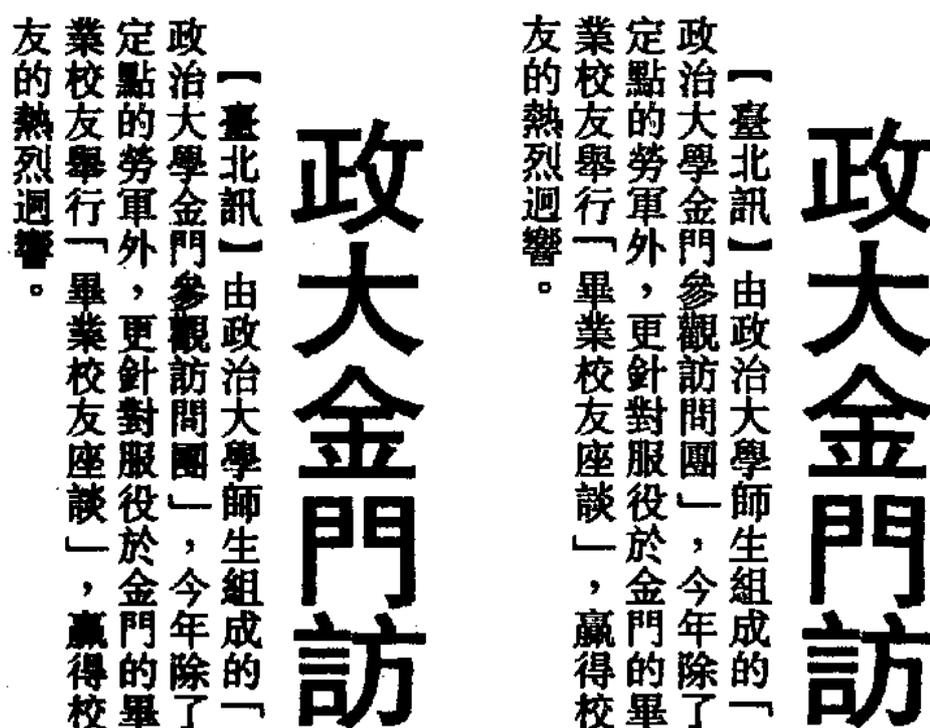 政大金門訪
【臺北訊】由政治大學師生組成的「
政治大學金門參觀訪問團」，今年除了
定點的勞軍外，更針對服役於金門的畢
業校友舉行「畢業校友座談」，贏得校
友的熱烈迴響。
政大金門訪
【臺北訊】由政治大學師生組成的「
政治大學金門參觀訪問團」，今年除了
定點的勞軍外，更針對服役於金門的畢
業校友舉行「畢業校友座談」，贏得校
友的熱烈迴響。